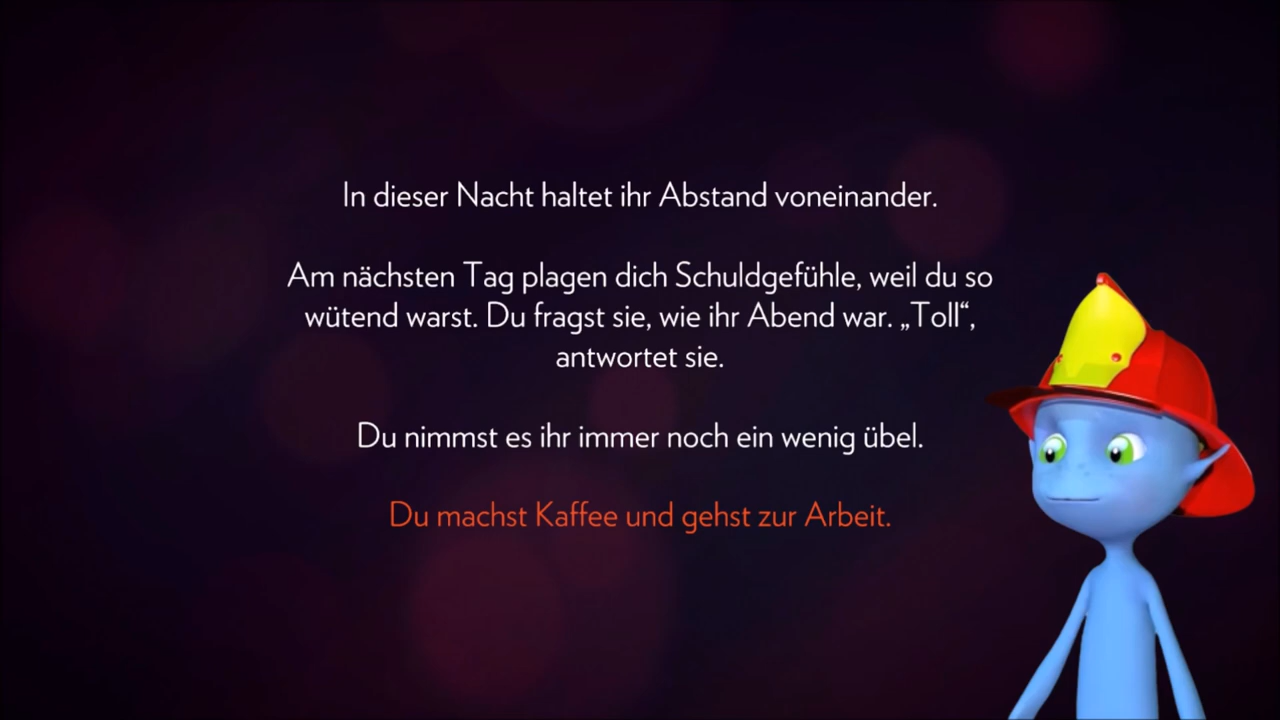 In dieser Nacht haltet ihr Abstand voneinander.
Am nächsten Tag plagen dich Schuldgefühle, weil du so
wütend warst. Du fragst sie, wie ihr Abend war. „Toll“,
antwortet sie.
Du nimmst es ihr immer noch ein wenig übel.
Du machst Kaffee und gehst zur Arbeit.